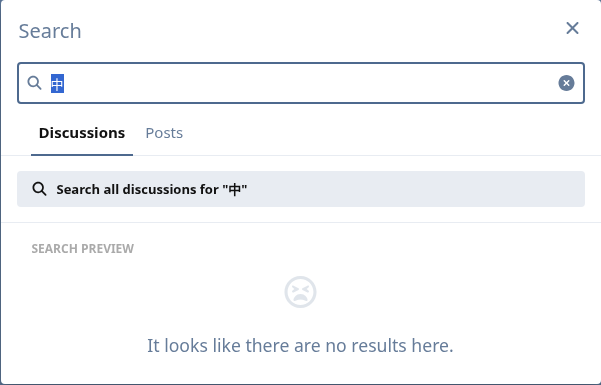 Search
中
Discussions Posts
Search all discussions for "中"
SEARCH PREVIEW
It looks like there are no results here.